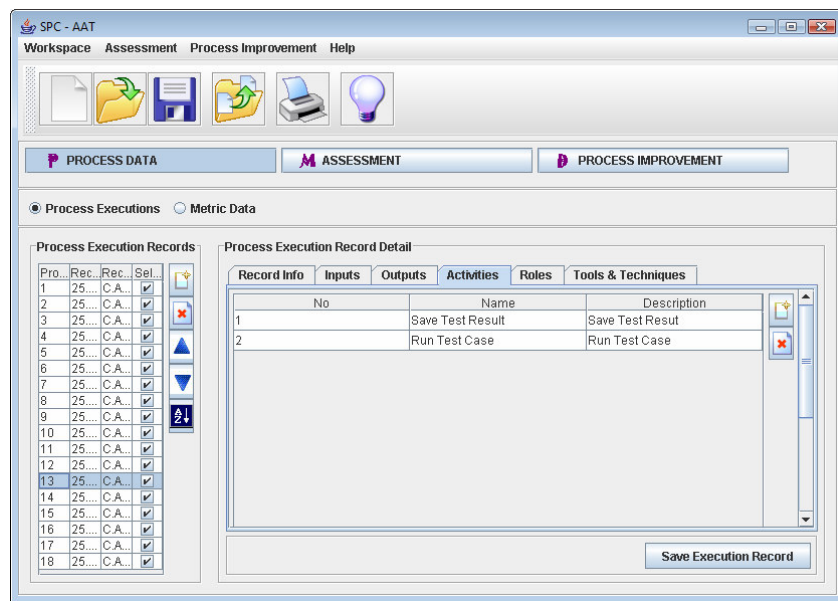 SPC - AAT
Workspace Assessment Process Improvement Help
P PROCESS DATA M ASSESSMENT PROCESS IMPROVEMENT
Process Executions Metric Data
Process Execution Records Process Execution Record Detail
Record Info Inputs Outputs Activities Roles Tools & Techniques
Pro... Rec... Rec... Sel...
No Name Description
1 25.... C.A...
2 25.... C.A...
3 25.... C.A...
4 25.... C.A...
5 25.... C.A...
6 25.... C.A...
7 25.... C.A...
8 25.... C.A...
9 25.... C.A...
10 25.... C.A...
11 25.... C.A...
12 25.... C.A...
13 25.... C.A...
14 25.... C.A...
15 25.... C.A...
16 25.... C.A...
17 25.... C.A...
18 25.... C.A...
1 Save Test Result Save Test Resut
2 Run Test Case Run Test Case
A
Z
Save Execution Record